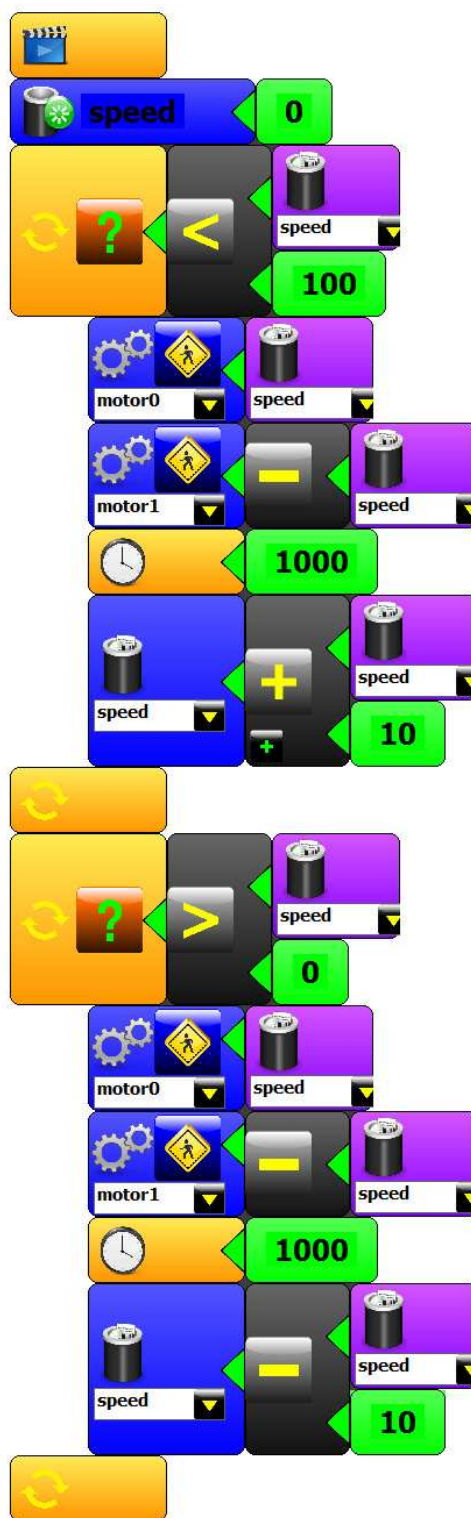 speed 0
?
<
speed
100
motor0
speed
motor1
−
speed
1000
speed
+
speed
+
10
?
>
speed
0
motor0
speed
motor1
−
speed
1000
speed
−
speed
10